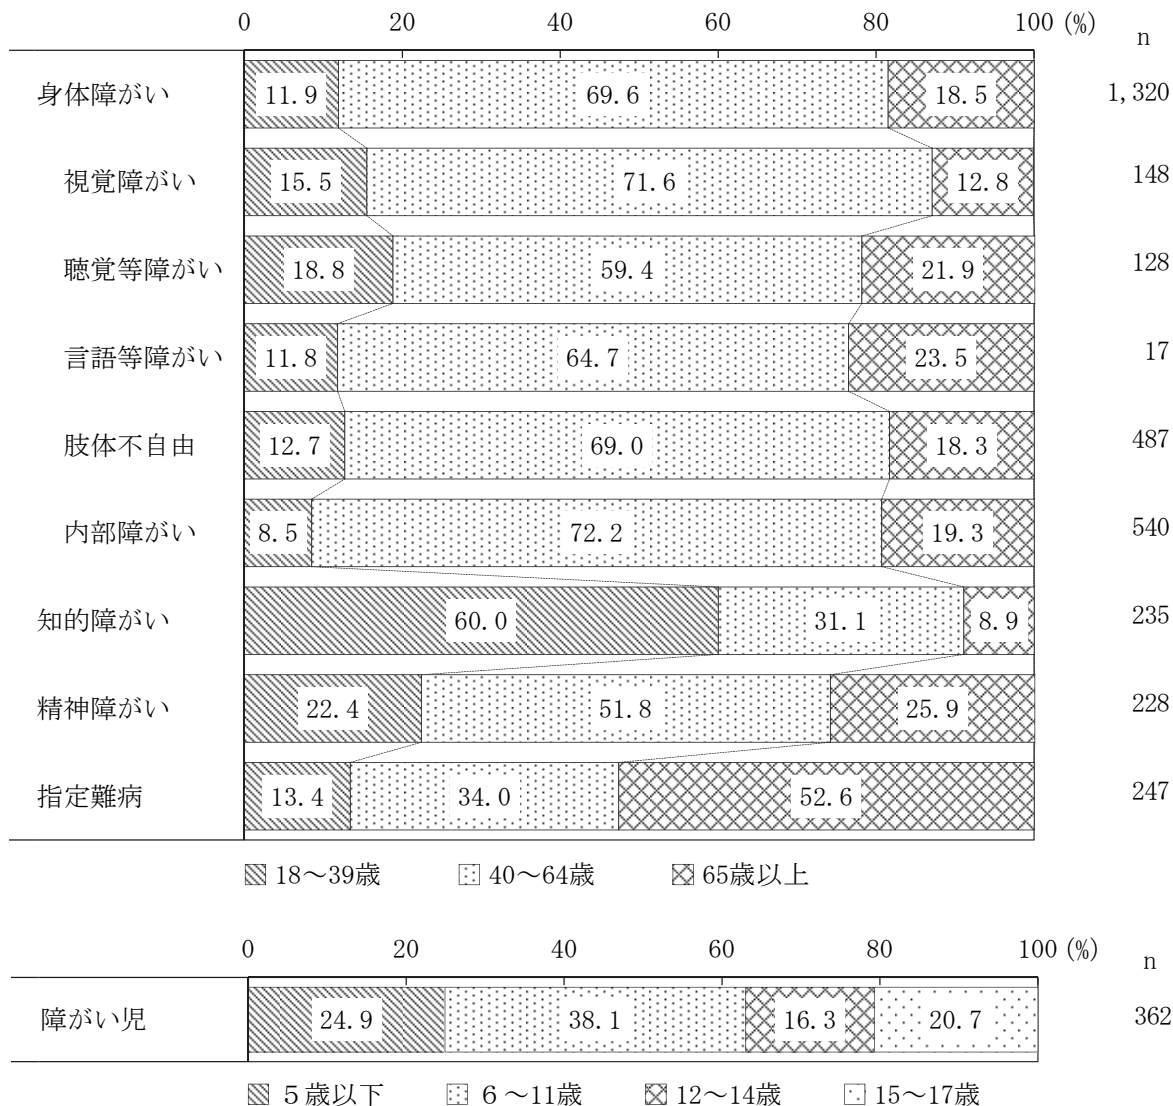 0 20 40 60 80 100 (%) n
身体障がい 11.9 69.6 18.5 1,320
視覚障がい 15.5 71.6 12.8 148
聴覚等障がい 18.8 59.4 21.9 128
言語等障がい 11.8 64.7 23.5 17
肢体不自由 12.7 69.0 18.3 487
内部障がい 8.5 72.2 19.3 540
知的障がい 60.0 31.1 8.9 235
精神障がい 22.4 51.8 25.9 228
指定難病 13.4 34.0 52.6 247
18～39歳 40～64歳 65歳以上
0 20 40 60 80 100 (%) n
障がい児 24.9 38.1 16.3 20.7 362
5歳以下 6～11歳 12～14歳 15～17歳